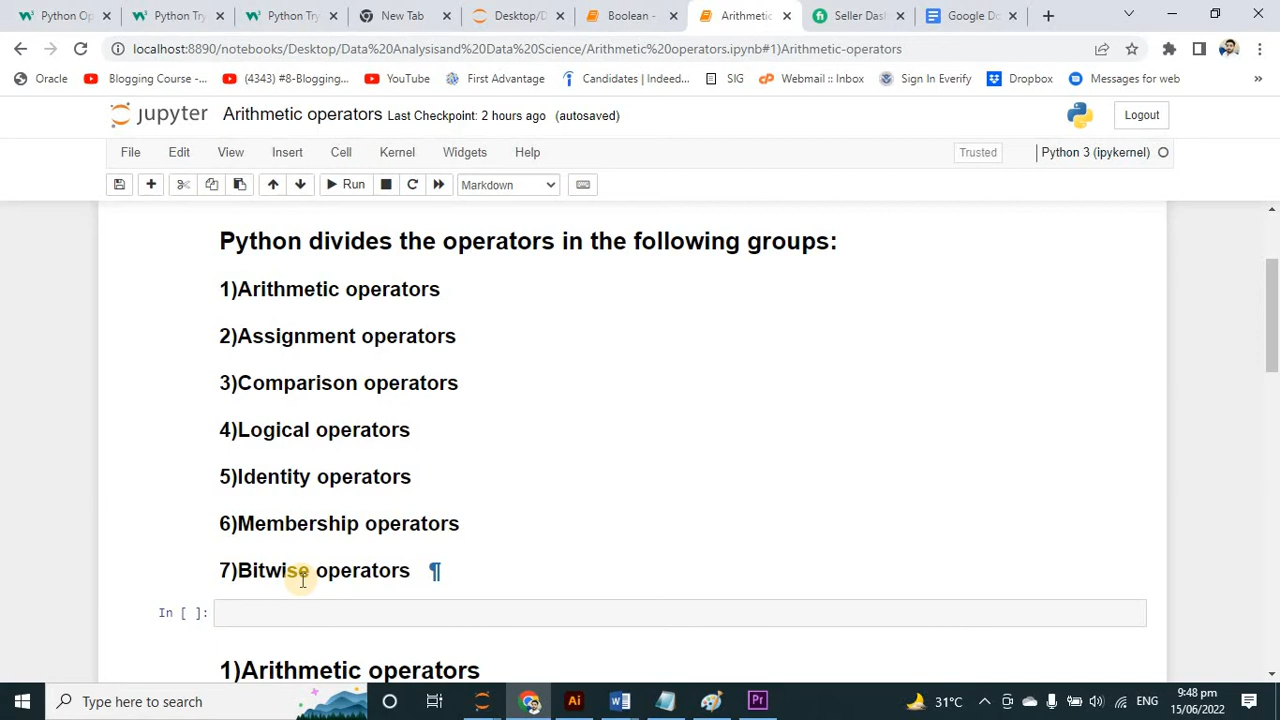 Python Op
Python Try
Python Try
New Tab
Desktop/D
Boolean -
Arithmetic
Seller Das
Google Do
localhost:8890/notebooks/Desktop/Data%20Analysisand%20Data%20Science/Arithmetic%20operators.ipynb#1)Arithmetic-operators
Oracle
Blogging Course -...
(4343) #8-Blogging...
YouTube
First Advantage
Candidates | Indeed...
SIG
Webmail :: Inbox
Sign In Everify
Dropbox
Messages for web
»
jupyter Arithmetic operators Last Checkpoint: 2 hours ago (autosaved)
Logout
File Edit View Insert Cell Kernel Widgets Help
Trusted
Python 3 (ipykernel)
Run
Markdown
Python divides the operators in the following groups:
1)Arithmetic operators
2)Assignment operators
3)Comparison operators
4)Logical operators
5)Identity operators
6)Membership operators
7)Bitwise operators ¶
In [ ]:
1)Arithmetic operators
Type here to search
Ai
W
Pr
31°C
ENG
9:48 pm
15/06/2022